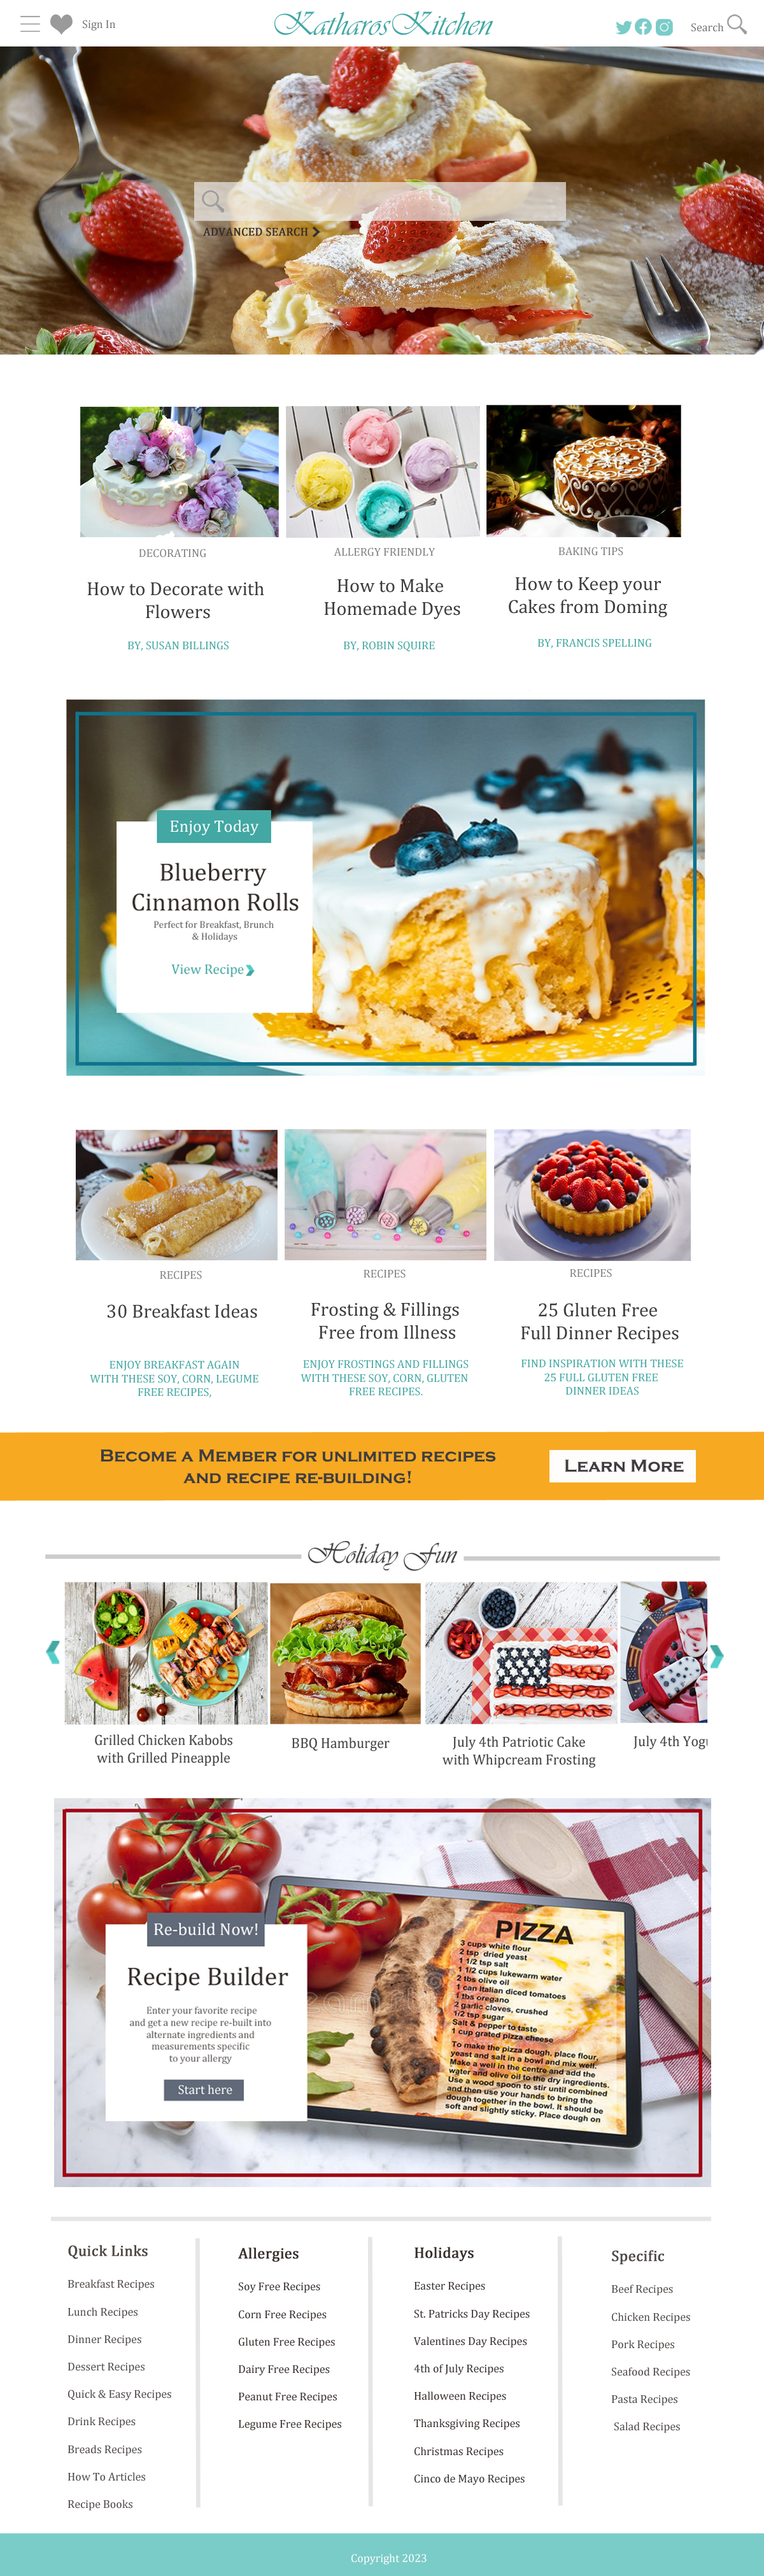 Sign In
KatharosKitchen
Search
ADVANCED SEARCH
DECORATING
How to Decorate with
Flowers
BY, SUSAN BILLINGS
ALLERGY FRIENDLY
How to Make
Homemade Dyes
BY, ROBIN SQUIRE
BAKING TIPS
How to Keep your
Cakes from Doming
BY, FRANCIS SPELLING
Enjoy Today
Blueberry
Cinnamon Rolls
Perfect for Breakfast, Brunch
& Holidays
View Recipe
RECIPES
30 Breakfast Ideas
ENJOY BREAKFAST AGAIN
WITH THESE SOY, CORN, LEGUME
FREE RECIPES,
RECIPES
Frosting & Fillings
Free from Illness
ENJOY FROSTINGS AND FILLINGS
WITH THESE SOY, CORN, GLUTEN
FREE RECIPES.
RECIPES
25 Gluten Free
Full Dinner Recipes
FIND INSPIRATION WITH THESE
25 FULL GLUTEN FREE
DINNER IDEAS
Become a Member for unlimited recipes
and recipe re-building!
Learn More
Holiday Fun
Grilled Chicken Kabobs
with Grilled Pineapple
BBQ Hamburger
July 4th Patriotic Cake
with Whipcream Frosting
July 4th Yog
Re-build Now!
Recipe Builder
Enter your favorite recipe
and get a new recipe re-built into
alternate ingredients and
measurements specific
to your allergy
Start here
PIZZA
3 cups white flour
2 tsp dried yeast
1 1/2 tsp salt
1 1/2 cups lukewarm water
2 tbs olive oil
1 can Italian diced tomatoes
1 tbs oregano
2 garlic cloves, crushed
1/2 tsp sugar
Salt & pepper to taste
1 cup grated pizza cheese
To make the pizza dough, place flour,
yeast and salt in a bowl and mix well.
Make a well in the centre and add the
water and olive oil to the dry ingredients.
Use a wooden spoon to stir until combined
and then use your hands to bring the
dough together in the bowl. It should be
soft and slightly sticky. Place dough on
Quick Links
Breakfast Recipes
Lunch Recipes
Dinner Recipes
Dessert Recipes
Quick & Easy Recipes
Drink Recipes
Breads Recipes
How To Articles
Recipe Books
Allergies
Soy Free Recipes
Corn Free Recipes
Gluten Free Recipes
Dairy Free Recipes
Peanut Free Recipes
Legume Free Recipes
Holidays
Easter Recipes
St. Patricks Day Recipes
Valentines Day Recipes
4th of July Recipes
Halloween Recipes
Thanksgiving Recipes
Christmas Recipes
Cinco de Mayo Recipes
Specific
Beef Recipes
Chicken Recipes
Pork Recipes
Seafood Recipes
Pasta Recipes
Salad Recipes
Copyright 2023